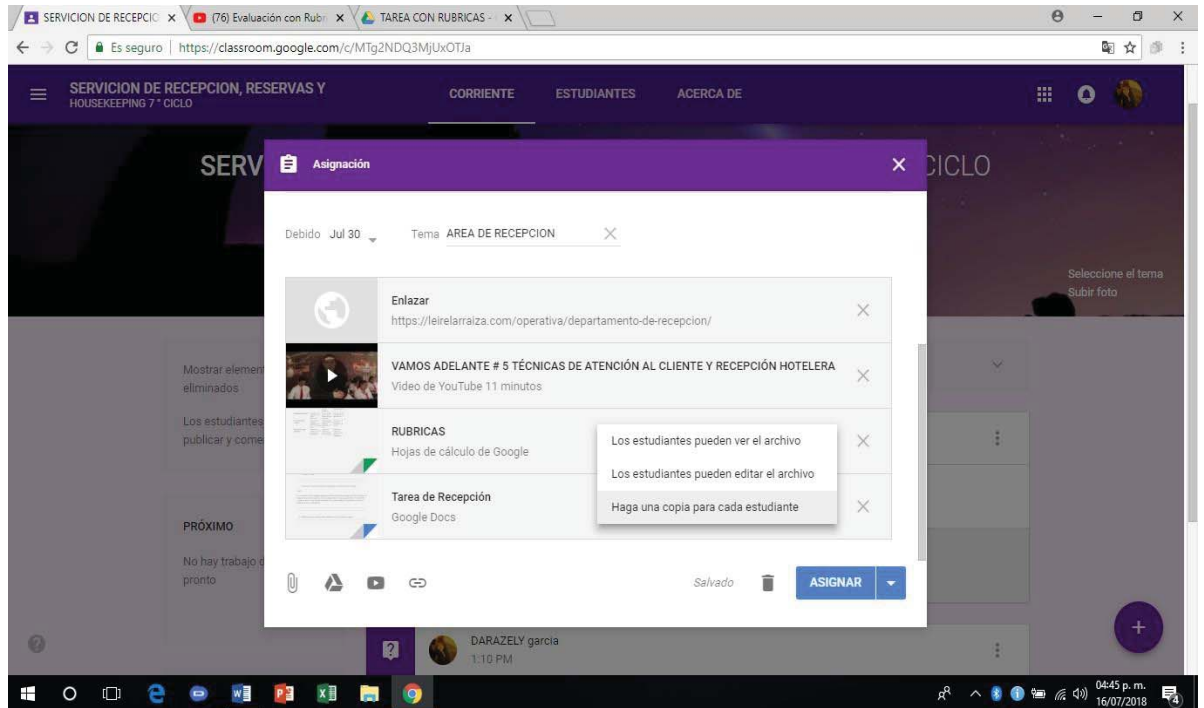 SERVICION DE RECEPCIO
(76) Evaluación con Rubr
TAREA CON RUBRICAS -
Es seguro
https://classroom.google.com/c/MTg2NDQ3MjUxOTJa
SERVICION DE RECEPCION, RESERVAS Y
HOUSEKEEPING 7 ° CICLO
CORRIENTE
ESTUDIANTES
ACERCA DE
SERV
CICLO
Seleccione el tema
Subir foto
Asignación
Debido Jul 30
Tema AREA DE RECEPCION
Enlazar
https://leirelarraiza.com/operativa/departamento-de-recepcion/
VAMOS ADELANTE # 5 TÉCNICAS DE ATENCIÓN AL CLIENTE Y RECEPCIÓN HOTELERA
Video de YouTube 11 minutos
RUBRICAS
Hojas de cálculo de Google
Tarea de Recepción
Google Docs
Los estudiantes pueden ver el archivo
Los estudiantes pueden editar el archivo
Haga una copia para cada estudiante
Salvado
ASIGNAR
Mostrar elemen
eliminados
Los estudiantes
publicar y come
PRÓXIMO
No hay trabajo d
pronto
DARAZELY garcia
1:10 PM
04:45 p. m.
16/07/2018
4